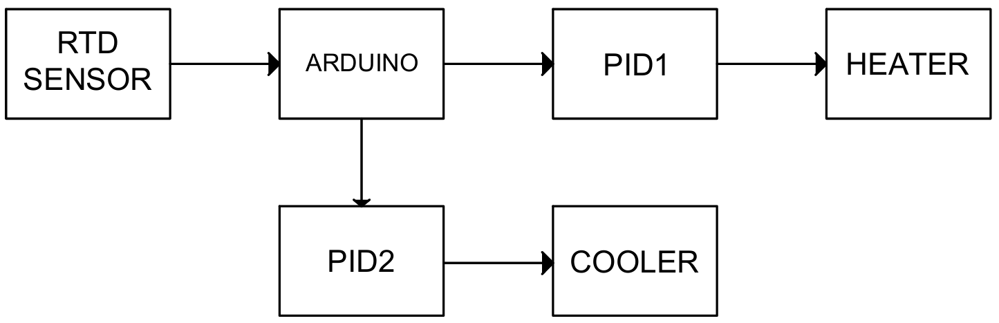 RTD
SENSOR
ARDUINO
PID1
HEATER
PID2
COOLER